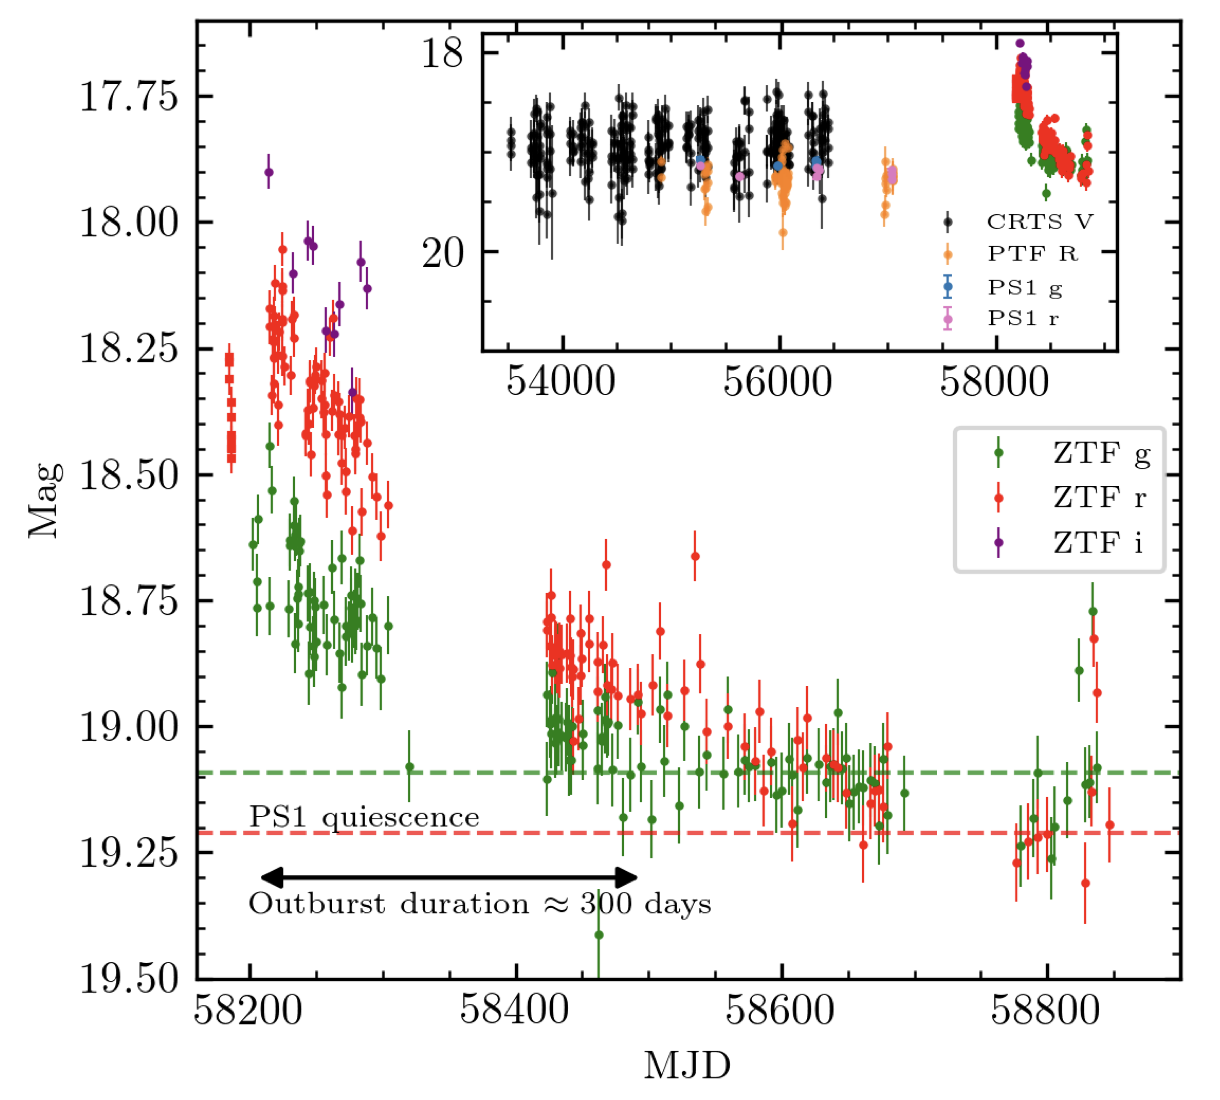 18
20
54000
56000
58000
CRTS V
PTF R
PS1 g
PS1 r
17.75
18.00
18.25
18.50
18.75
19.00
19.25
19.50
Mag
ZTF g
ZTF r
ZTF i
PS1 quiescence
Outburst duration ≈ 300 days
58200
58400
58600
58800
MJD